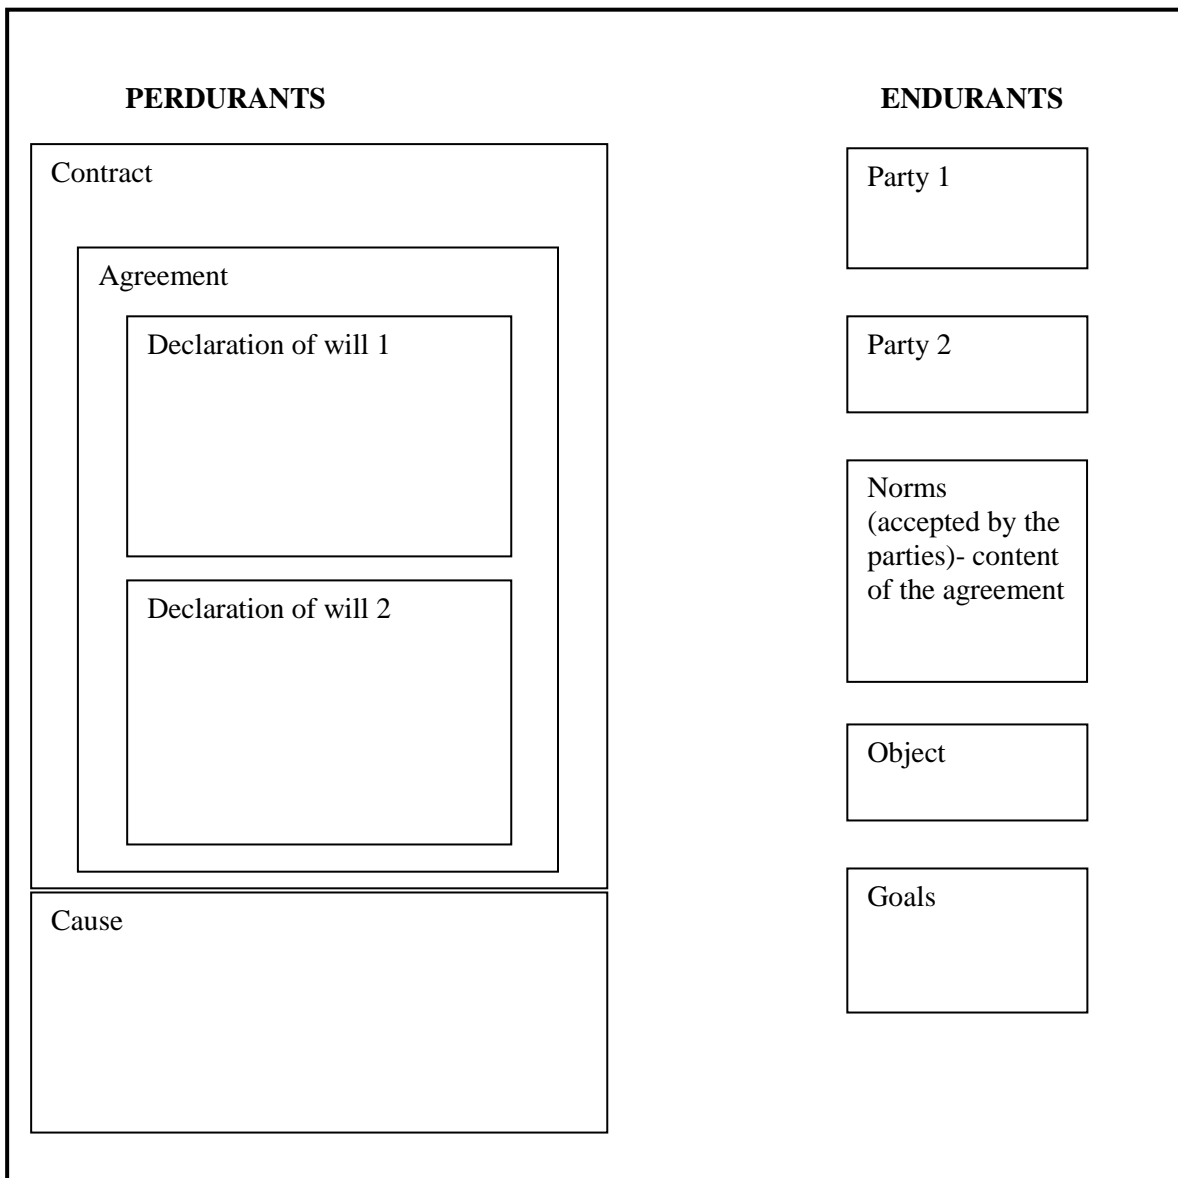 PERDURANTS
Contract
Agreement
Declaration of will 1
Declaration of will 2
Cause
ENDURANTS
Party 1
Party 2
Norms
(accepted by the
parties)- content
of the agreement
Object
Goals